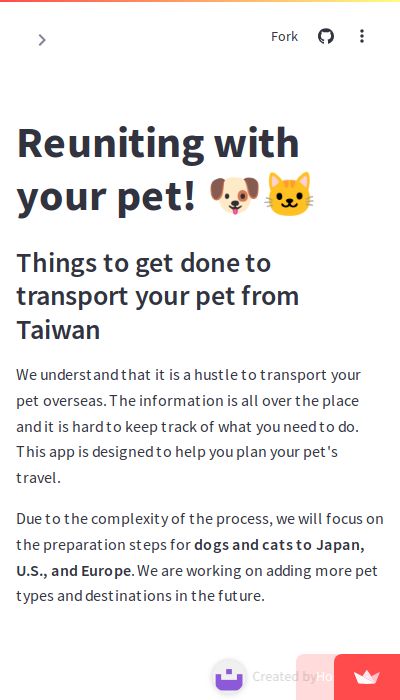 Fork
Reuniting with
your pet! 🐶🐱
Things to get done to
transport your pet from
Taiwan
We understand that it is a hustle to transport your
pet overseas. The information is all over the place
and it is hard to keep track of what you need to do.
This app is designed to help you plan your pet's
travel.
Due to the complexity of the process, we will focus on
the preparation steps for dogs and cats to Japan,
U.S., and Europe. We are working on adding more pet
types and destinations in the future.
Created by